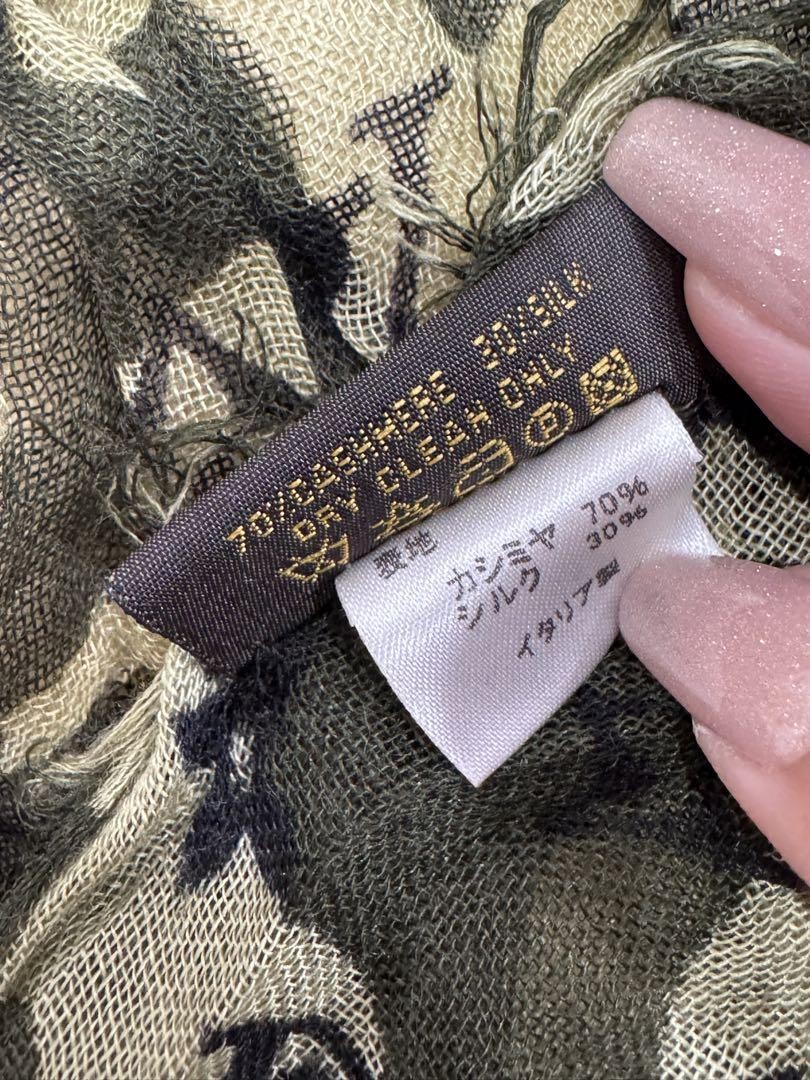 70%CASHMERE 30%SILK
DRY CLEAN ONLY
表地
カシミヤ 70%
シルク 30%
イタリア製